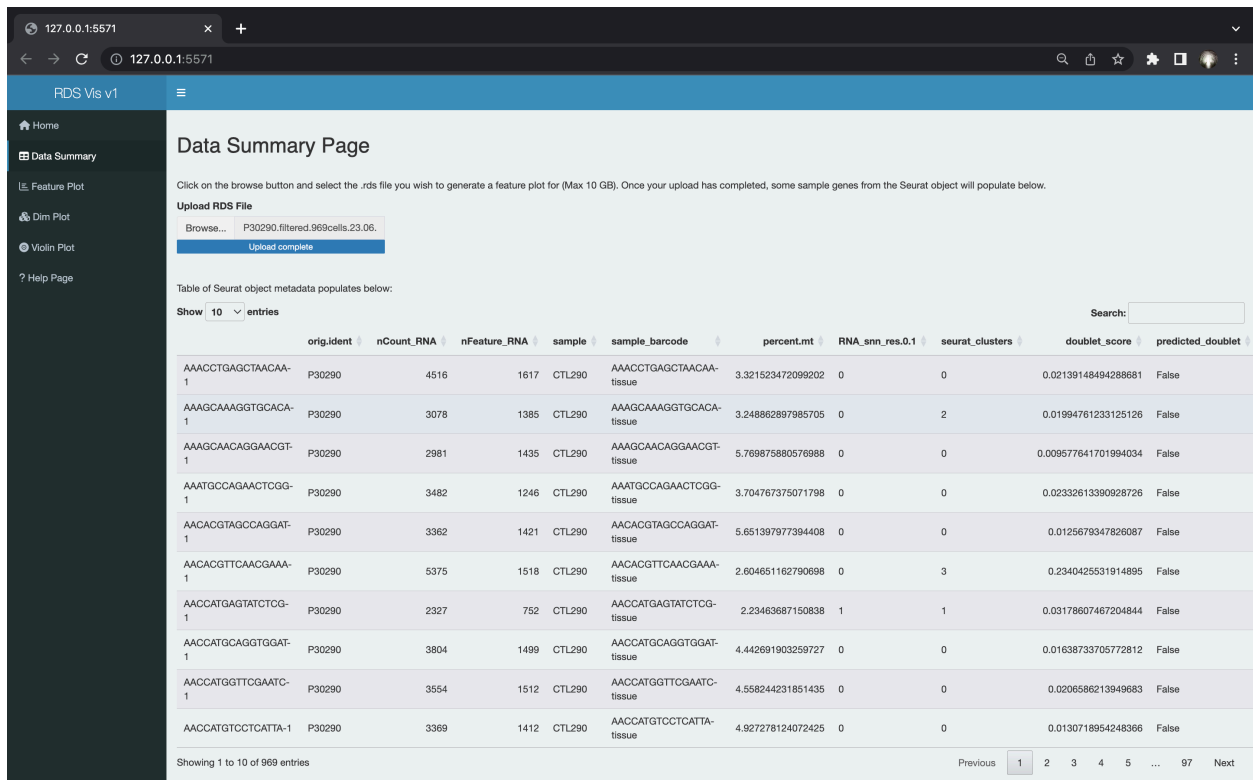 127.0.0.1:5571
127.0.0.1:5571
RDS Vis v1
Home
Data Summary
Feature Plot
Dim Plot
Violin Plot
? Help Page
Data Summary Page
Click on the browse button and select the .rds file you wish to generate a feature plot for (Max 10 GB). Once your upload has completed, some sample genes from the Seurat object will populate below.
Upload RDS File
Browse... P30290.filtered.969cells.23.06.
Upload complete
Table of Seurat object metadata populates below:
Show 10 entries
Search:
orig.ident nCount_RNA nFeature_RNA sample sample_barcode percent.mt RNA_snn_res.0.1 seurat_clusters doublet_score predicted_doublet
AAACCTGAGCTAACAA- AAACCTGAGCTAACAA-
P30290 4516 1617 CTL290 3.321523472099202 0 0 0.02139148494288681 False
1 tissue
AAAGCAAAGGTGCACA- AAAGCAAAGGTGCACA-
P30290 3078 1385 CTL290 3.248862897985705 0 2 0.01994761233125126 False
1 tissue
AAAGCAACAGGAACGT- AAAGCAACAGGAACGT-
P30290 2981 1435 CTL290 5.769875880576988 0 0 0.009577641701994034 False
1 tissue
AAATGCCAGAACTCGG- AAATGCCAGAACTCGG-
P30290 3482 1246 CTL290 3.704767375071798 0 0 0.02332613390928726 False
1 tissue
AACACGTAGCCAGGAT- AACACGTAGCCAGGAT-
P30290 3362 1421 CTL290 5.651397977394408 0 0 0.0125679347826087 False
1 tissue
AACACGTTCAACGAAA- AACACGTTCAACGAAA-
P30290 5375 1518 CTL290 2.604651162790698 0 3 0.2340425531914895 False
1 tissue
AACCATGAGTATCTCG- AACCATGAGTATCTCG-
P30290 2327 752 CTL290 2.23463687150838 1 1 0.03178607467204844 False
1 tissue
AACCATGCAGGTGGAT- AACCATGCAGGTGGAT-
P30290 3804 1499 CTL290 4.442691903259727 0 0 0.01638733705772812 False
1 tissue
AACCATGGTTCGAATC- AACCATGGTTCGAATC-
P30290 3554 1512 CTL290 4.558244231851435 0 0 0.0206586213949683 False
1 tissue
AACCATGTCCTCATTA-
AACCATGTCCTCATTA-1 P30290 3369 1412 CTL290 4.927278124072425 0 0 0.0130718954248366 False
tissue
Showing 1 to 10 of 969 entries
Previous 1 2 3 4 5 … 97 Next